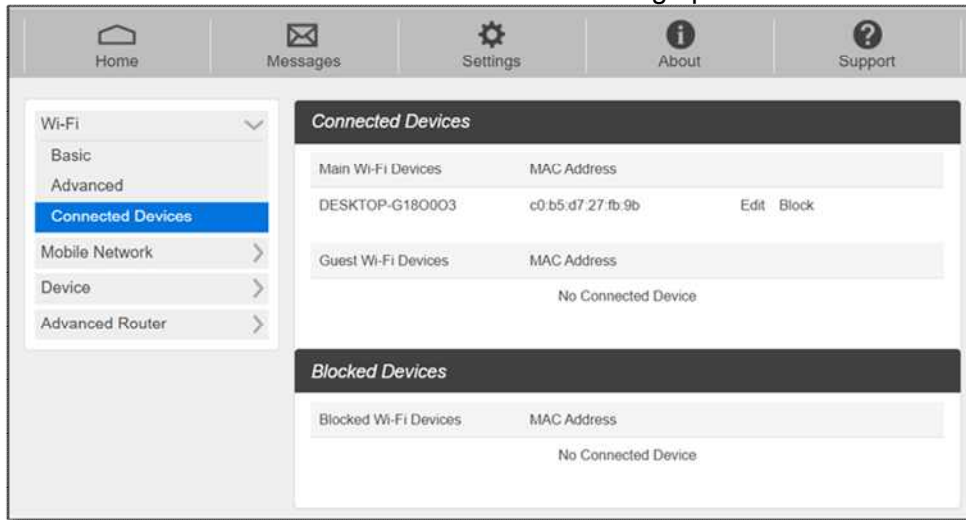 Home Messages Settings About Support
Wi-Fi
Basic
Advanced
Connected Devices
Mobile Network
Device
Advanced Router
Connected Devices
Main Wi-Fi Devices MAC Address
DESKTOP-G18O0O3 c0:b5:d7:27:fb:9b Edit Block
Guest Wi-Fi Devices MAC Address
No Connected Device
Blocked Devices
Blocked Wi-Fi Devices MAC Address
No Connected Device